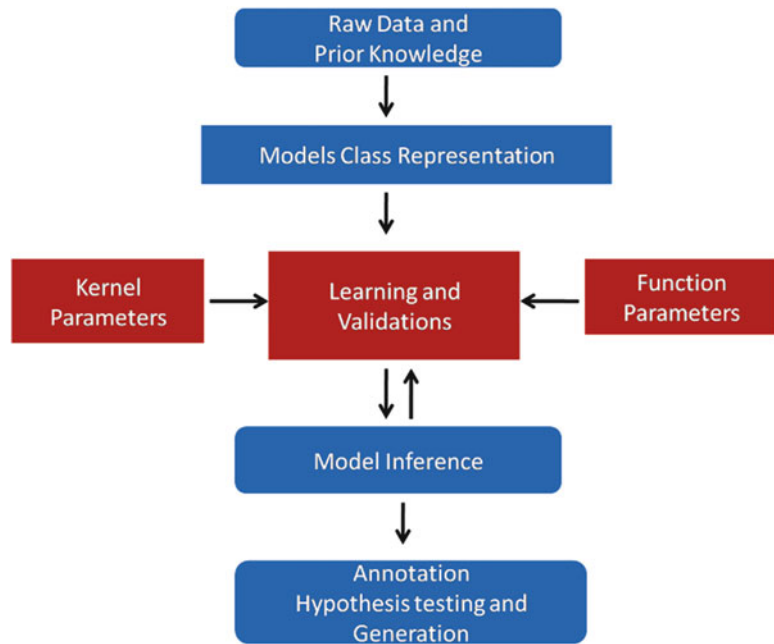 Raw Data and
Prior Knowledge
Models Class Representation
Kernel
Parameters
Learning and
Validations
Function
Parameters
Model Inference
Annotation
Hypothesis testing and
Generation